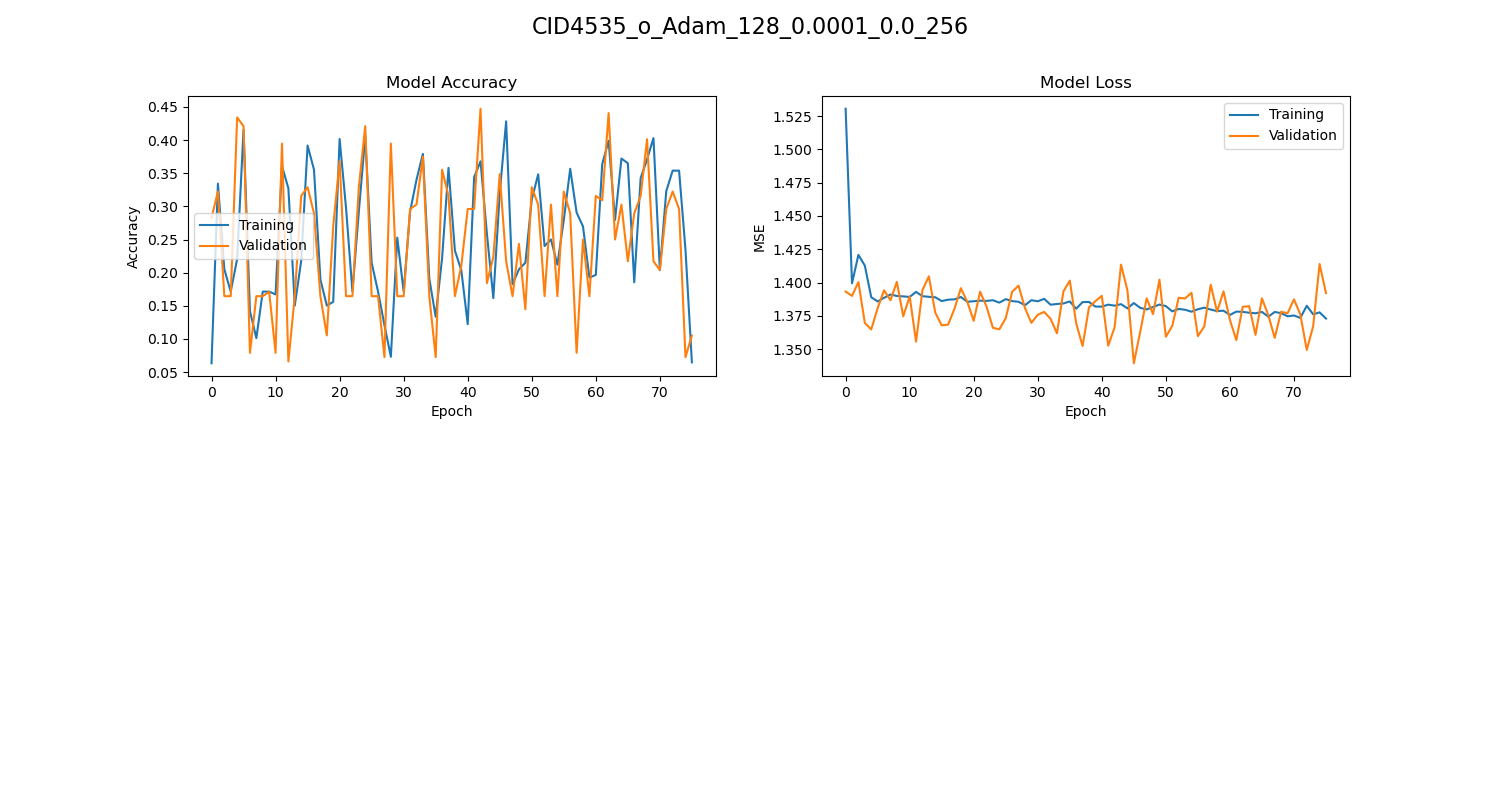 CID4535_o_Adam_128_0.0001_0.0_256
Model Accuracy
Accuracy
0.45
0.40
0.35
0.30
0.25
0.20
0.15
0.10
0.05
Training
Validation
0 10 20 30 40 50 60 70
Epoch
Model Loss
MSE
1.525
1.500
1.475
1.450
1.425
1.400
1.375
1.350
Training
Validation
0 10 20 30 40 50 60 70
Epoch